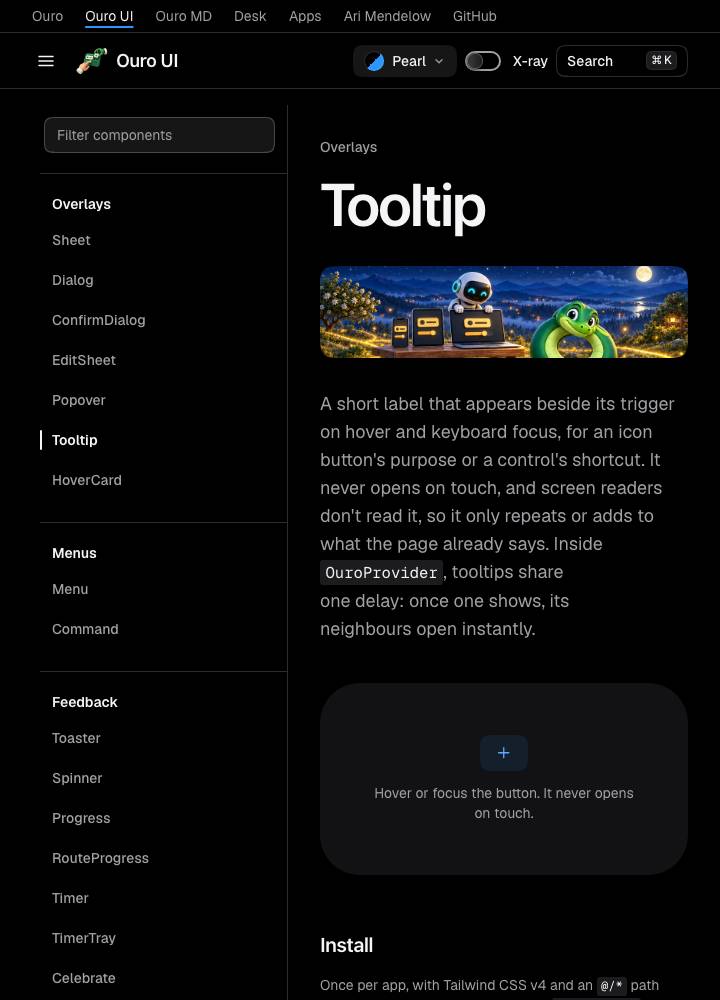 Ouro Ouro UI Ouro MD Desk Apps Ari Mendelow GitHub
Ouro UI Pearl X-ray Search ⌘ K
Filter components
Overlays
Sheet
Dialog
ConfirmDialog
EditSheet
Popover
Tooltip
HoverCard
Menus
Menu
Command
Feedback
Toaster
Spinner
Progress
RouteProgress
Timer
TimerTray
Celebrate
Overlays
Tooltip
A short label that appears beside its trigger
on hover and keyboard focus, for an icon
button's purpose or a control's shortcut. It
never opens on touch, and screen readers
don't read it, so it only repeats or adds to
what the page already says. Inside
OuroProvider, tooltips share
one delay: once one shows, its
neighbours open instantly.
Hover or focus the button. It never opens
on touch.
Install
Once per app, with Tailwind CSS v4 and an @/* path